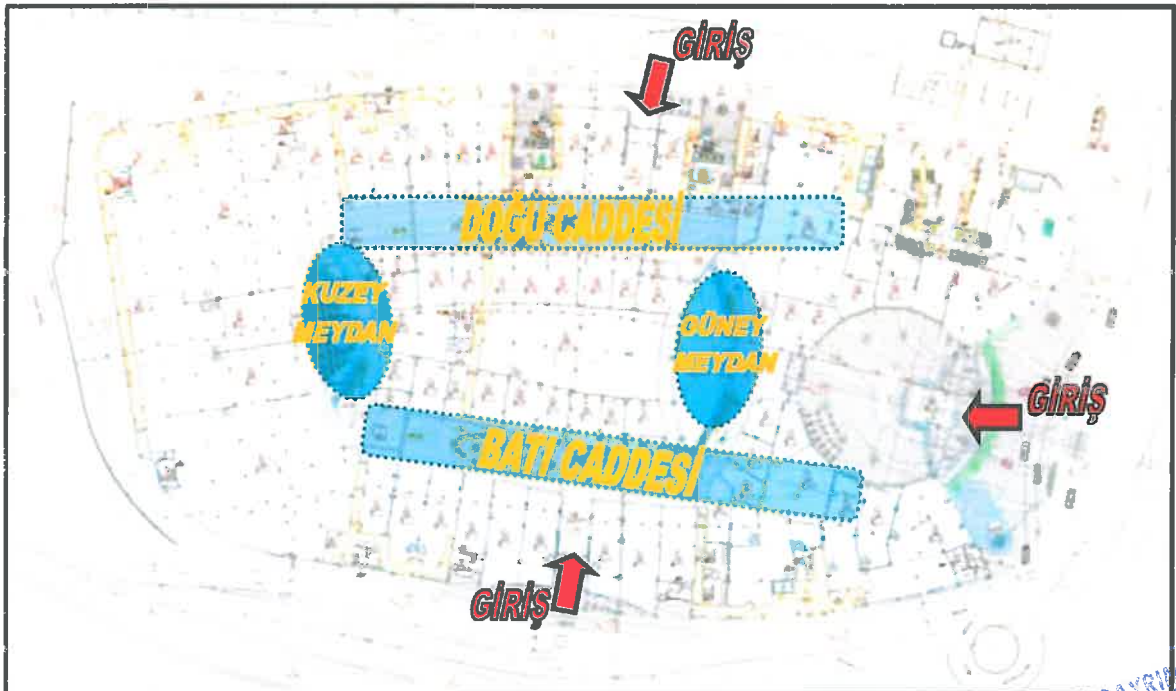 GİRİŞ
DOĞU CADDESİ
KUZEY
MEYDAN
GÜNEY
MEYDAN
GİRİŞ
BATI CADDESİ
GİRİŞ